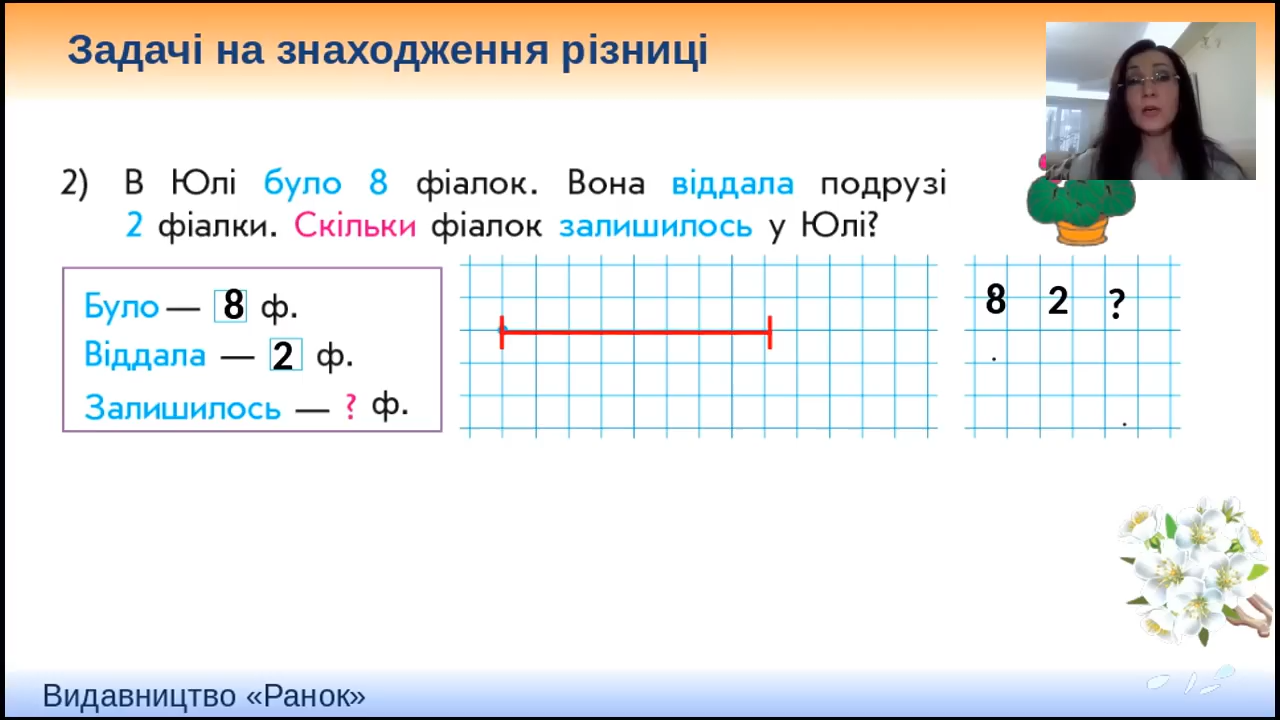 Задачі на знаходження різниці
2) В Юлі було 8 фіалок. Вона віддала подрузі
2 фіалки. Скільки фіалок залишилось у Юлі?
Було — 8 ф.
Віддала — 2 ф.
Залишилось — ? ф.
8 2 ?
Видавництво «Ранок»